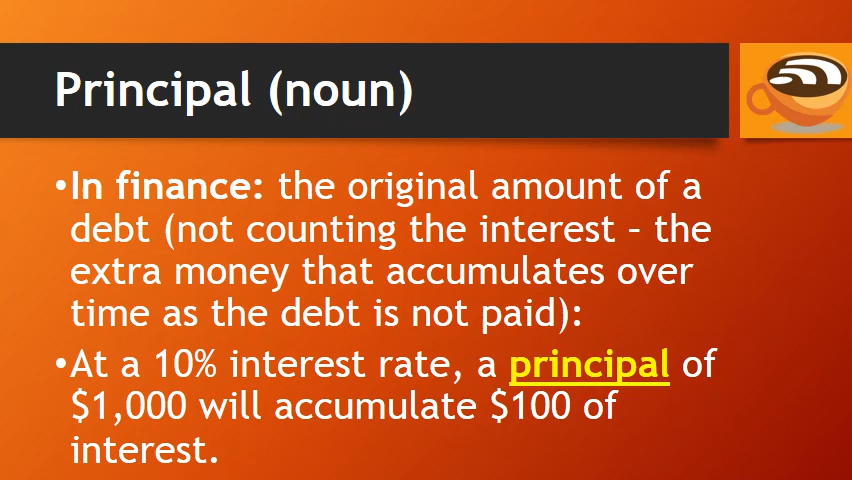 Principal (noun)
•In finance: the original amount of a
debt (not counting the interest – the
extra money that accumulates over
time as the debt is not paid):
•At a 10% interest rate, a principal of
$1,000 will accumulate $100 of
interest.